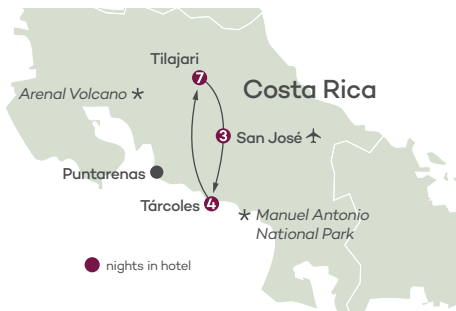 Tilajari
7
Arenal Volcano *
Costa Rica
3
San José
Puntarenas
Tárcoles
4
* Manuel Antonio
National Park
nights in hotel